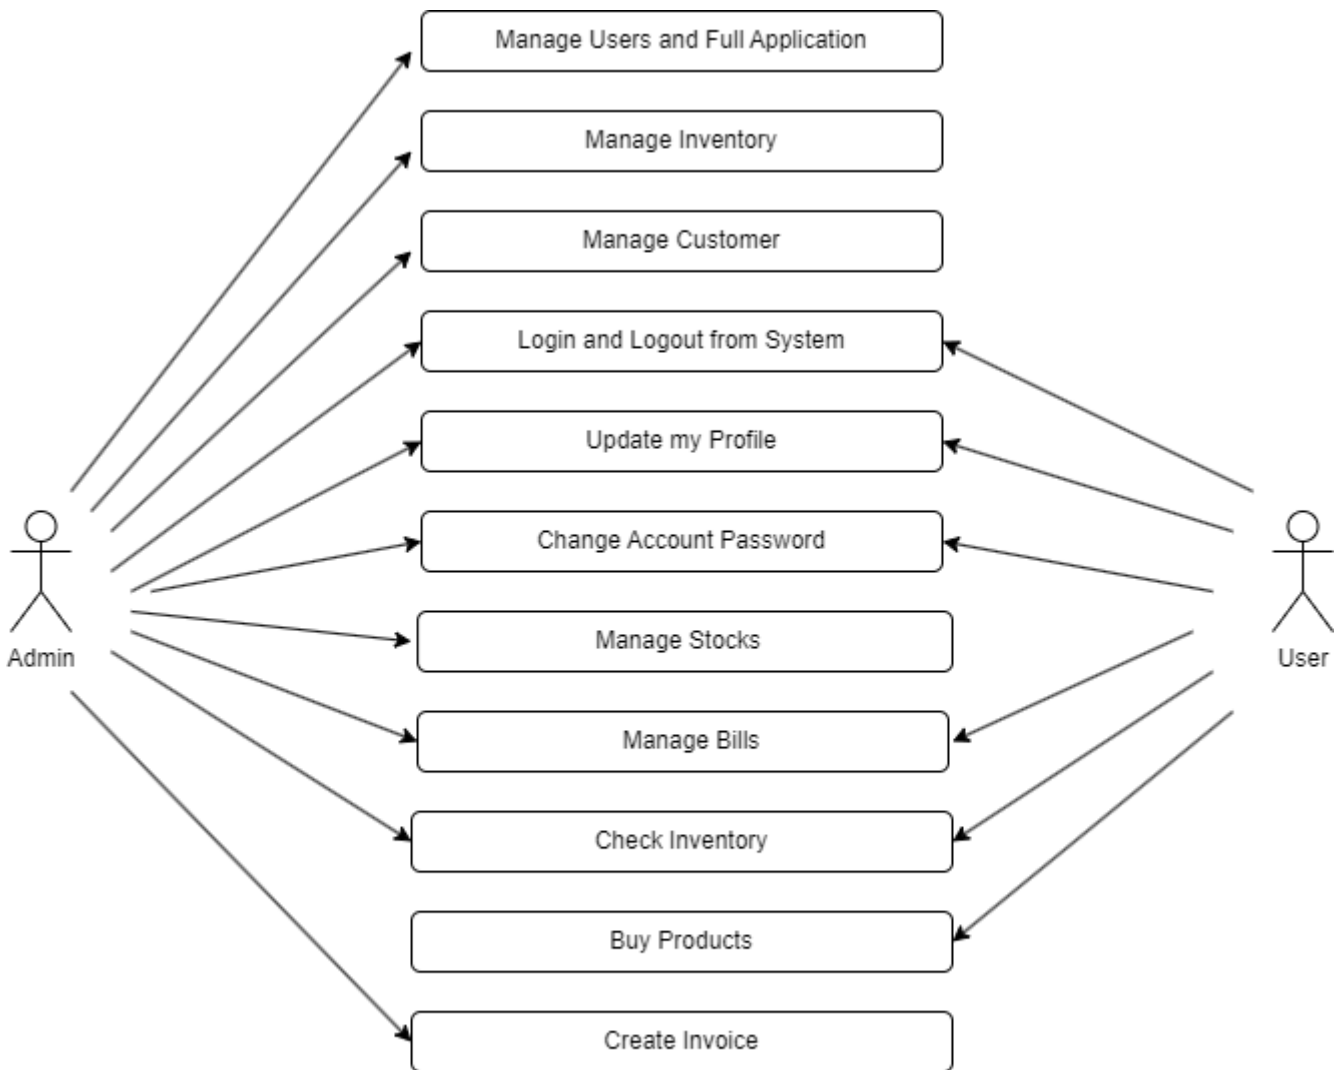 Manage Users and Full Application
Manage Inventory
Manage Customer
Login and Logout from System
Update my Profile
Change Account Password
Manage Stocks
Admin
User
Manage Bills
Check Inventory
Buy Products
Create Invoice